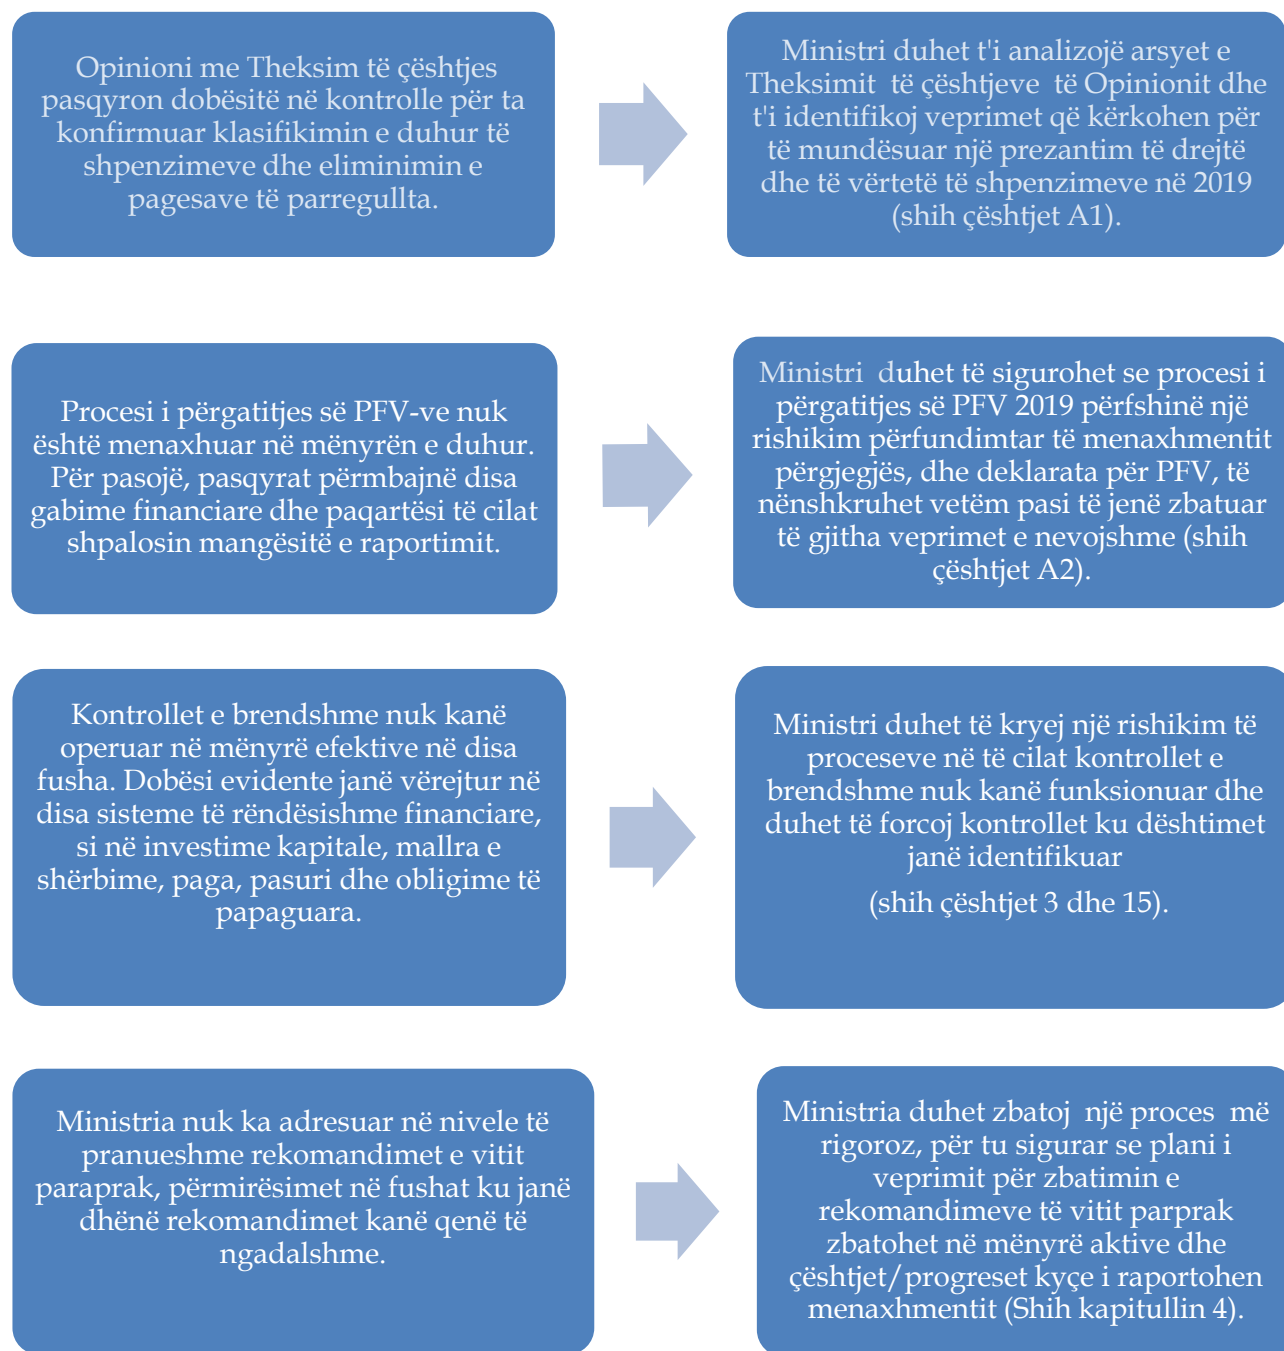 Opinioni me Theksim të çështjes
pasqyron dobësitë në kontrolle për ta
konfirmuar klasifikimin e duhur të
shpenzimeve dhe eliminimin e
pagesave të parregullta.
Ministri duhet t'i analizojë arsyet e
Theksimit të çështjeve të Opinionit dhe
t'i identifikoj veprimet që kërkohen për
të mundësuar një prezantim të drejtë
dhe të vërtetë të shpenzimeve në 2019
(shih çështjet A1).
Procesi i përgatitjes së PFV-ve nuk
është menaxhuar në mënyrën e duhur.
Për pasojë, pasqyrat përmbajnë disa
gabime financiare dhe paqartësi të cilat
shpalosin mangësitë e raportimit.
Ministri duhet të sigurohet se procesi i
përgatitjes së PFV 2019 përfshinë një
rishikim përfundimtar të menaxhmentit
përgjegjës, dhe deklarata për PFV, të
nënshkruhet vetëm pasi të jenë zbatuar
të gjitha veprimet e nevojshme (shih
çështjet A2).
Kontrollet e brendshme nuk kanë
operuar në mënyrë efektive në disa
fusha. Dobësi evidente janë vërejtur në
disa sisteme të rëndësishme financiare,
si në investime kapitale, mallra e
shërbime, paga, pasuri dhe obligime të
papaguara.
Ministri duhet të kryej një rishikim të
proceseve në të cilat kontrollet e
brendshme nuk kanë funksionuar dhe
duhet të forcoj kontrollet ku dështimet
janë identifikuar
(shih çështjet 3 dhe 15).
Ministria nuk ka adresuar në nivele të
pranueshme rekomandimet e vitit
paraprak, përmirësimet në fushat ku janë
dhënë rekomandimet kanë qenë të
ngadalshme.
Ministria duhet zbatoj një proces më
rigoroz, për tu sigurar se plani i
veprimit për zbatimin e
rekomandimeve të vitit parprak
zbatohet në mënyrë aktive dhe
çështjet/progreset kyçe i raportohen
menaxhmentit (Shih kapitullin 4).